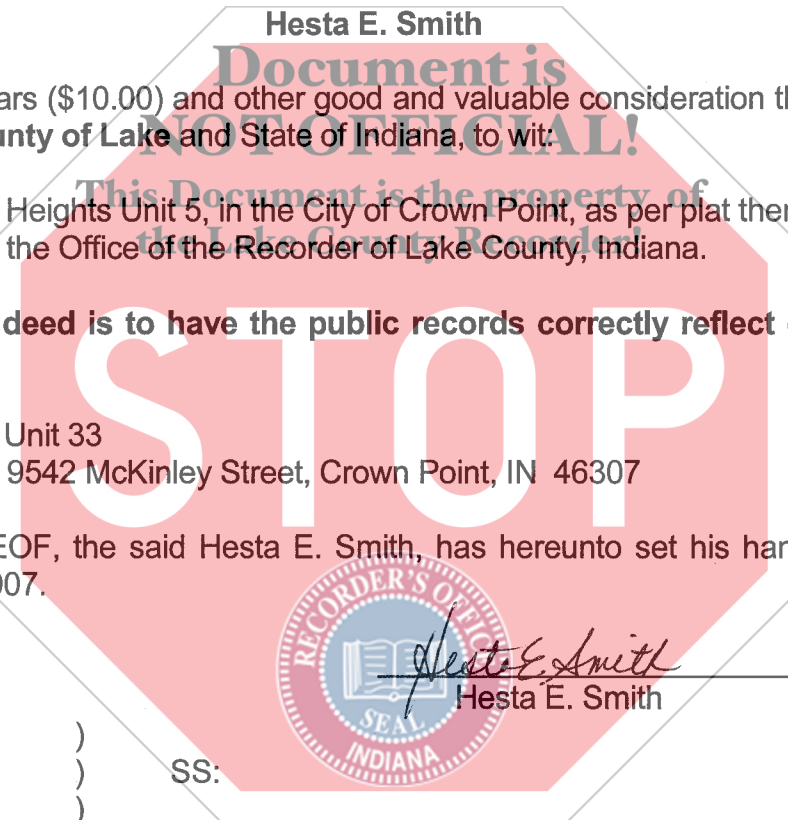 Hesta E. Smith
Document is
ars ($10.00) and other good and valuable consideration th
unty of Lake and State of Indiana, to wit:
NOT OFFICIAL!
This Document is the property of
Heights Unit 5, in the City of Crown Point, as per plat ther
the Office of the Recorder of Lake County, Indiana.
the Lake County Recorder!
deed is to have the public records correctly reflect
STOP
Unit 33
9542 McKinley Street, Crown Point, IN 46307
EOF, the said Hesta E. Smith, has hereunto set his han
007.
RECORDER'S OFFICE
SEAL
INDIANA
Hesta E. Smith
Hesta E. Smith
)
) SS:
)